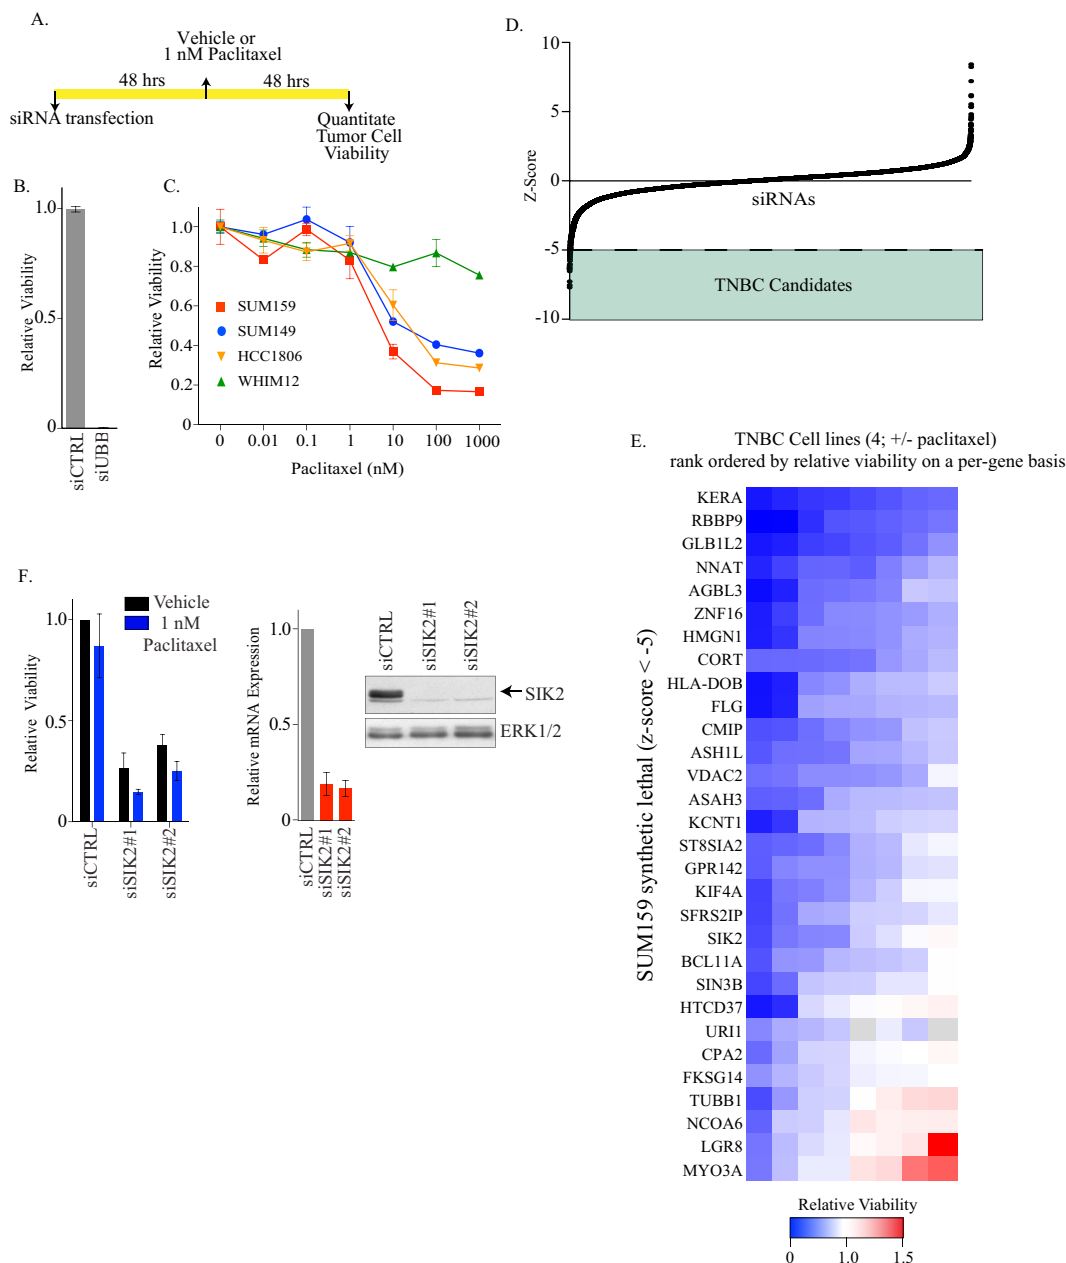 A.
Vehicle or
1 nM Paclitaxel
48 hrs
48 hrs
siRNA transfection
Quantitate
Tumor Cell
Viability
B.
Relative Viability
1.0
0.5
0
siCTRL
siUBB
C.
Relative Viability
1.0
0.8
0.6
0.4
0.2
0
SUM159
SUM149
HCC1806
WHIM12
0 0.01 0.1 1 10 100 1000
Paclitaxel (nM)
D.
Z-Score
10
5
0
-5
-10
siRNAs
TNBC Candidates
E.
TNBC Cell lines (4; +/- paclitaxel)
rank ordered by relative viability on a per-gene basis
SUM159 synthetic lethal (z-score < -5)
KERA
RBBP9
GLB1L2
NNAT
AGBL3
ZNF16
HMGN1
CORT
HLA-DOB
FLG
CMIP
ASH1L
VDAC2
ASAH3
KCNT1
ST8SIA2
GPR142
KIF4A
SFRS2IP
SIK2
BCL11A
SIN3B
HTCD37
URI1
CPA2
FKSG14
TUBB1
NCOA6
LGR8
MYO3A
Relative Viability
0 1.0 1.5
F.
Relative Viability
1.0
0.5
0
Vehicle
1 nM
Paclitaxel
siCTRL
siSIK2#1
siSIK2#2
Relative mRNA Expression
1.0
0.5
0
siCTRL
siSIK2#1
siSIK2#2
siCTRL
siSIK2#1
siSIK2#2
SIK2
ERK1/2